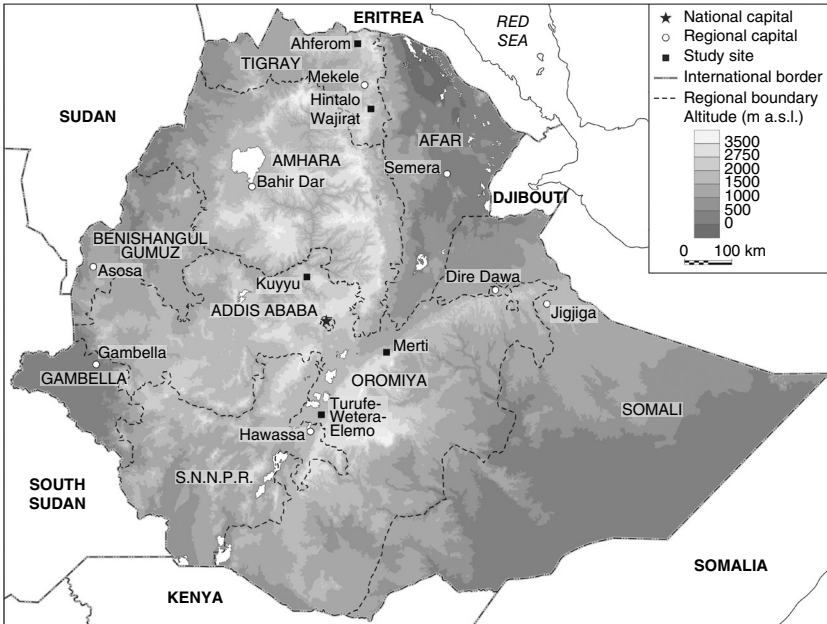 ERITREA
RED
SEA
Ahferom
TIGRAY
Mekele
Hintalo
Wajirat
SUDAN
AFAR
AMHARA
Semera
Bahir Dar
DJIBOUTI
BENISHANGUL
GUMUZ
Asosa
Kuyyu
Dire Dawa
ADDIS ABABA
Jigjiga
Gambella
GAMBELLA
Merti
OROMIYA
Turufe-
Wetera-
Elemo
SOMALI
Hawassa
S.N.N.P.R.
SOUTH
SUDAN
SOMALIA
KENYA
National capital
Regional capital
Study site
International border
Regional boundary
Altitude (m a.s.l.)
3500
2750
2000
1500
1000
500
0
0 100 km